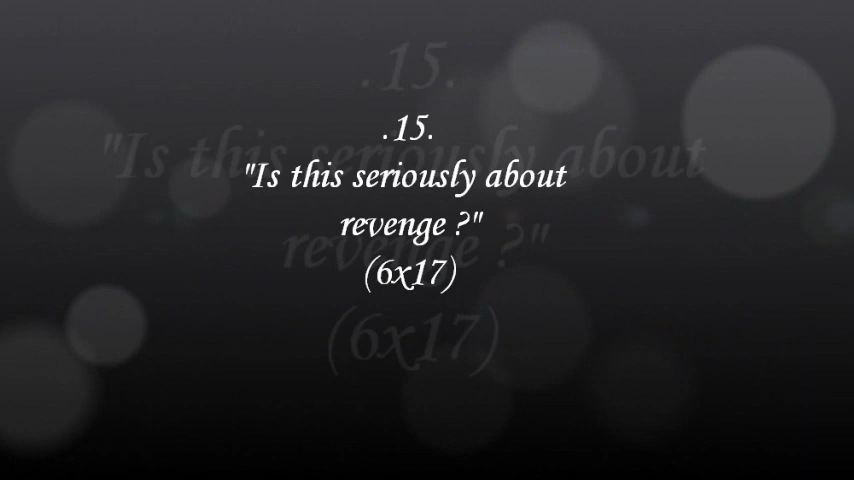 .15.
"Is this seriously about
revenge ?"
(6x17)